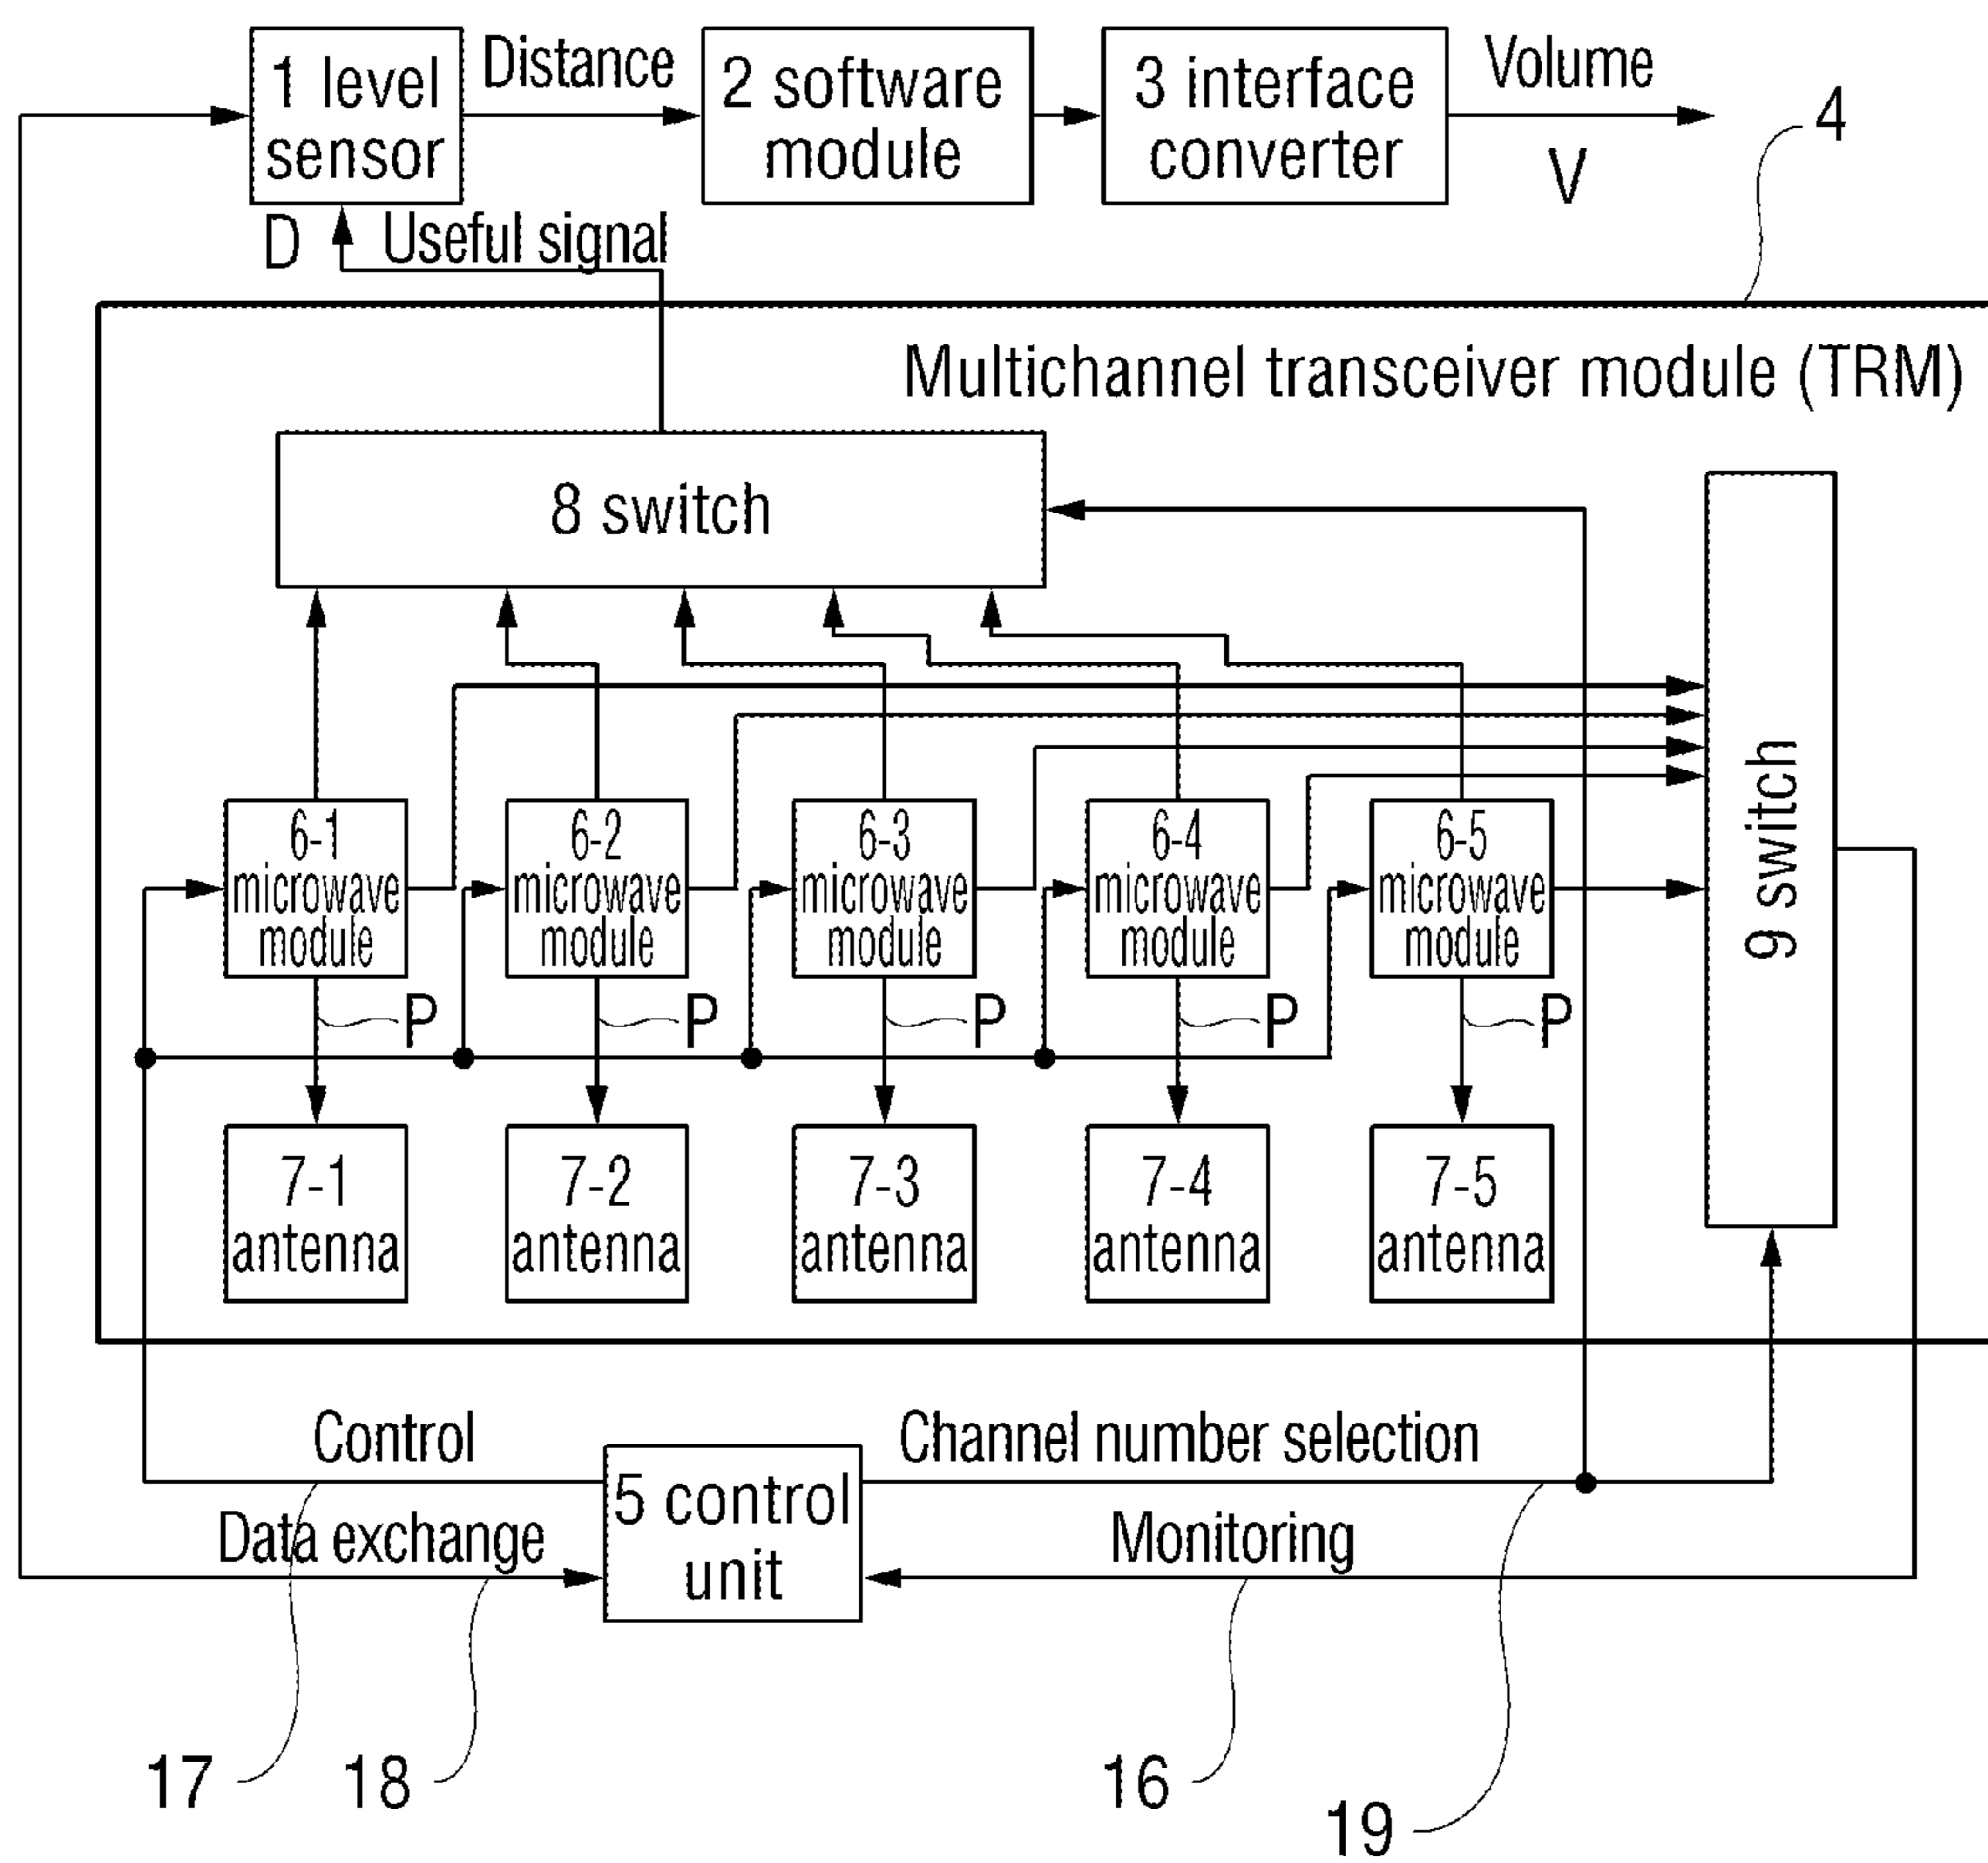 1 level
sensor
Distance
2 software
module
3 interface
converter
Volume
V
4
D
Useful signal
Multichannel transceiver module (TRM)
8 switch
9 switch
6-1
microwave
module
6-2
microwave
module
6-3
microwave
module
6-4
microwave
module
6-5
microwave
module
P
P
P
P
P
7-1
antenna
7-2
antenna
7-3
antenna
7-4
antenna
7-5
antenna
Control
Channel number selection
5 control
unit
Data exchange
Monitoring
17
18
16
19